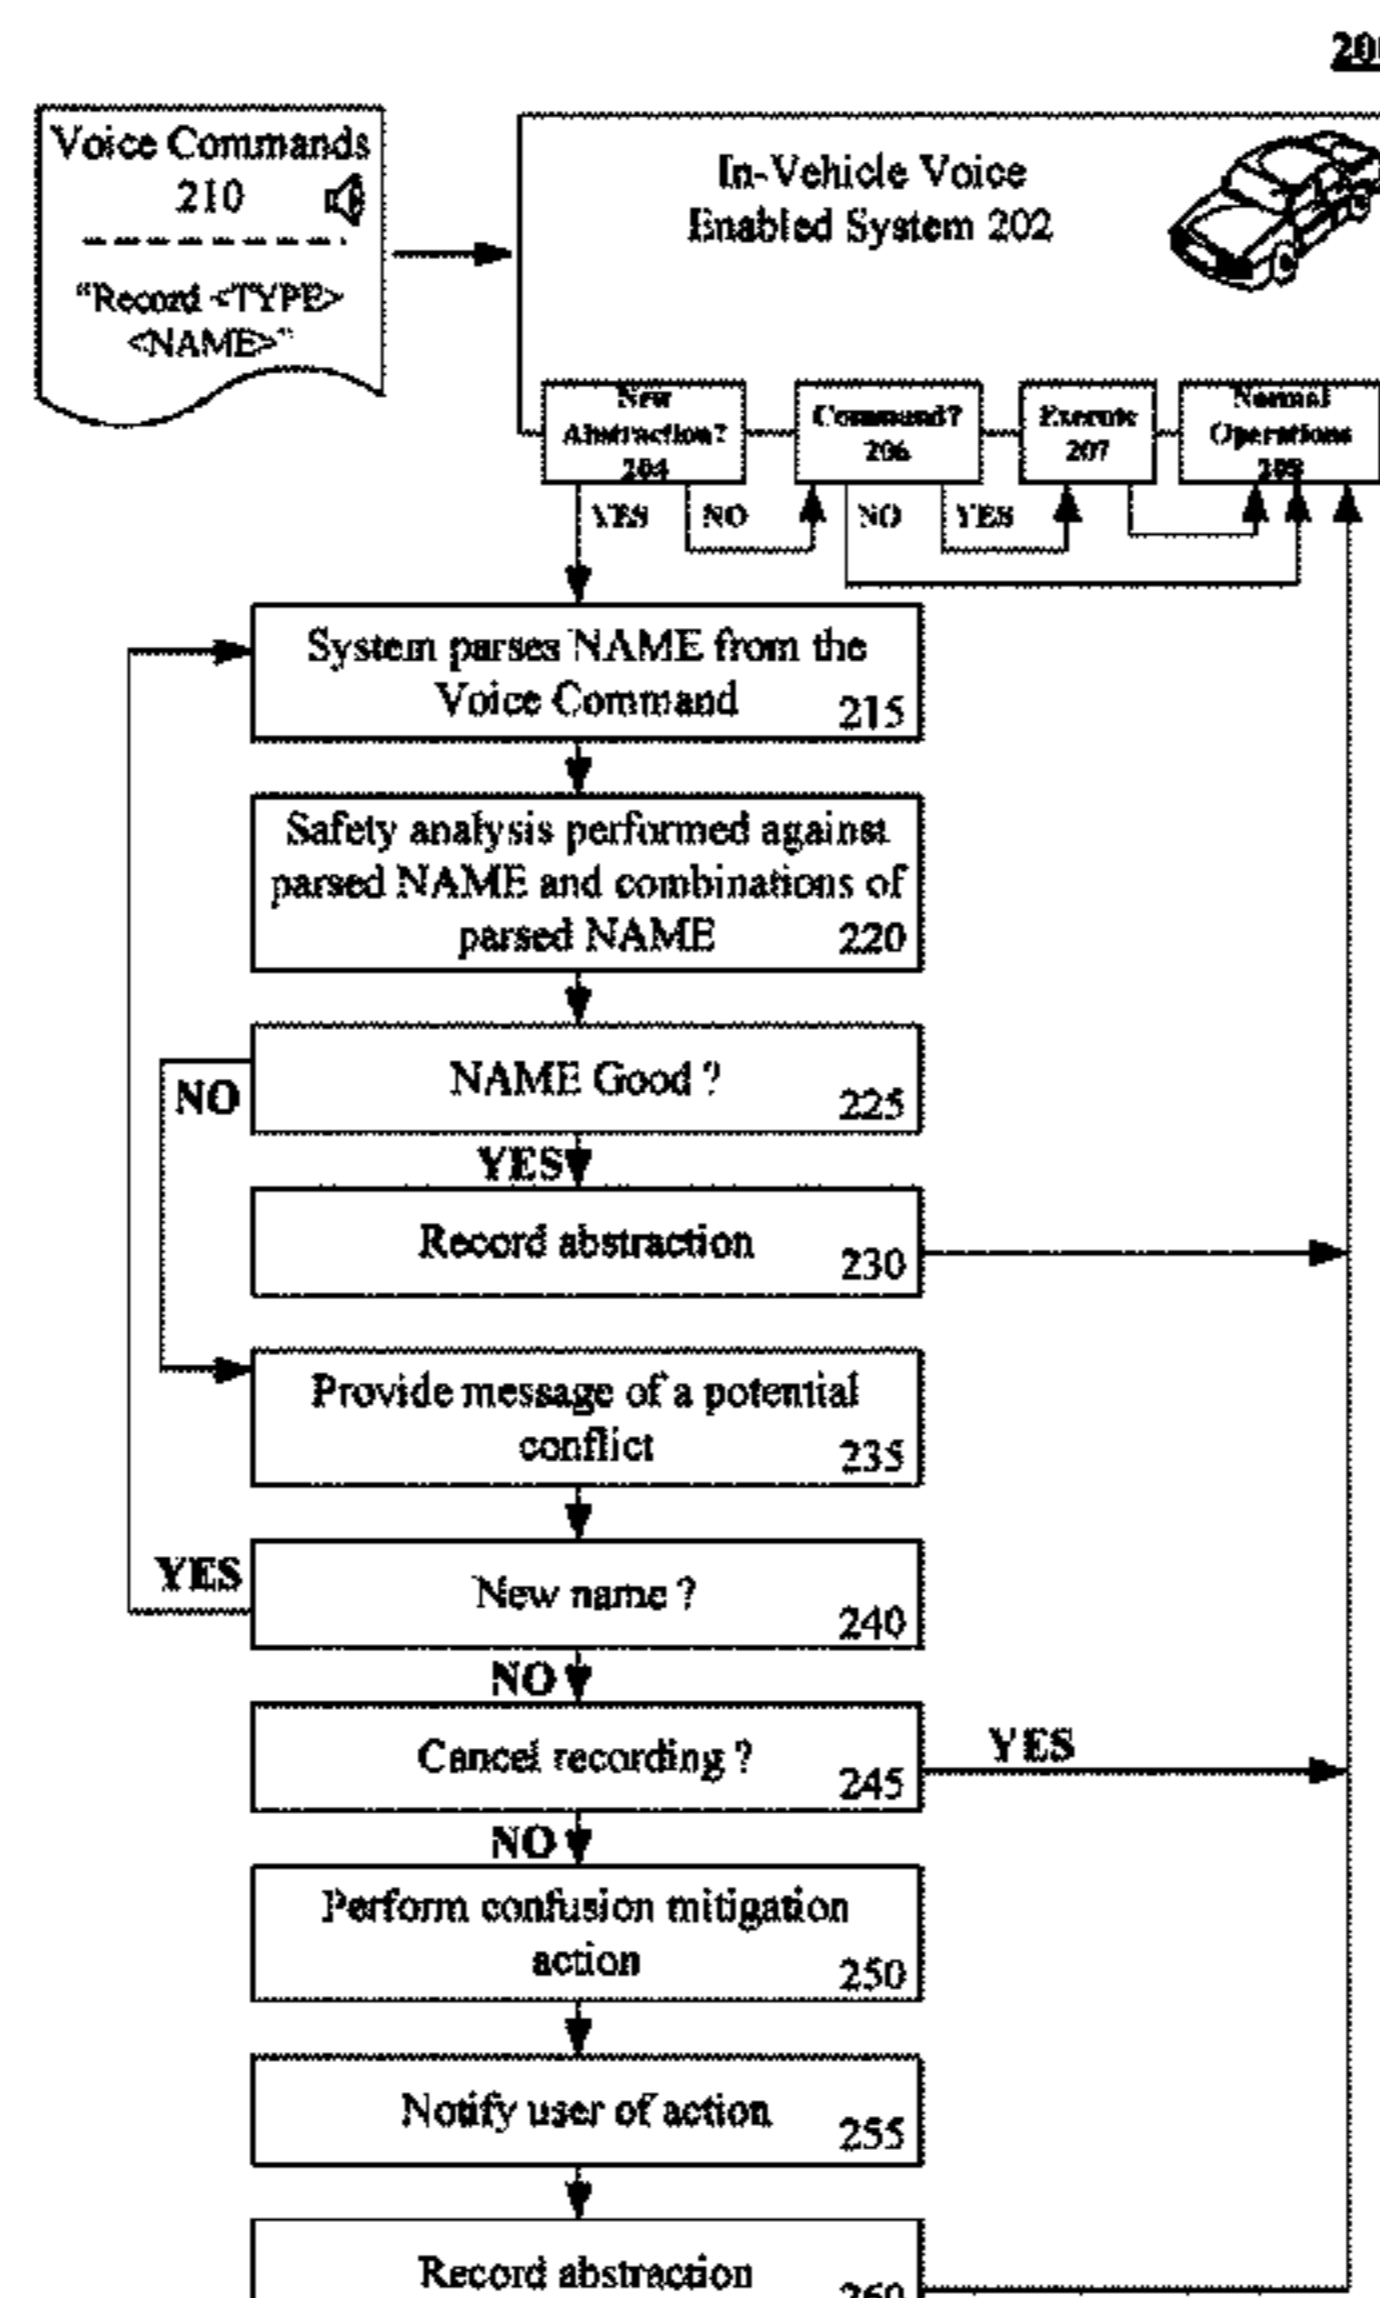 Voice Commands
210
"Record <TYPE>
<NAME>"
In-Vehicle Voice
Enabled System 202
New
Abstraction?
204
Command?
206
Execute
207
Normal
Operations
YES
NO
NO
YES
System parses NAME from the
Voice Command
215
Safety analysis performed against
parsed NAME and combinations of
parsed NAME
220
NAME Good ?
225
NO
YES
Record abstraction
230
Provide message of a potential
conflict
235
New name ?
240
YES
NO
Cancel recording ?
245
YES
NO
Perform confusion mitigation
action
250
Notify user of action
255
Record abstraction
260